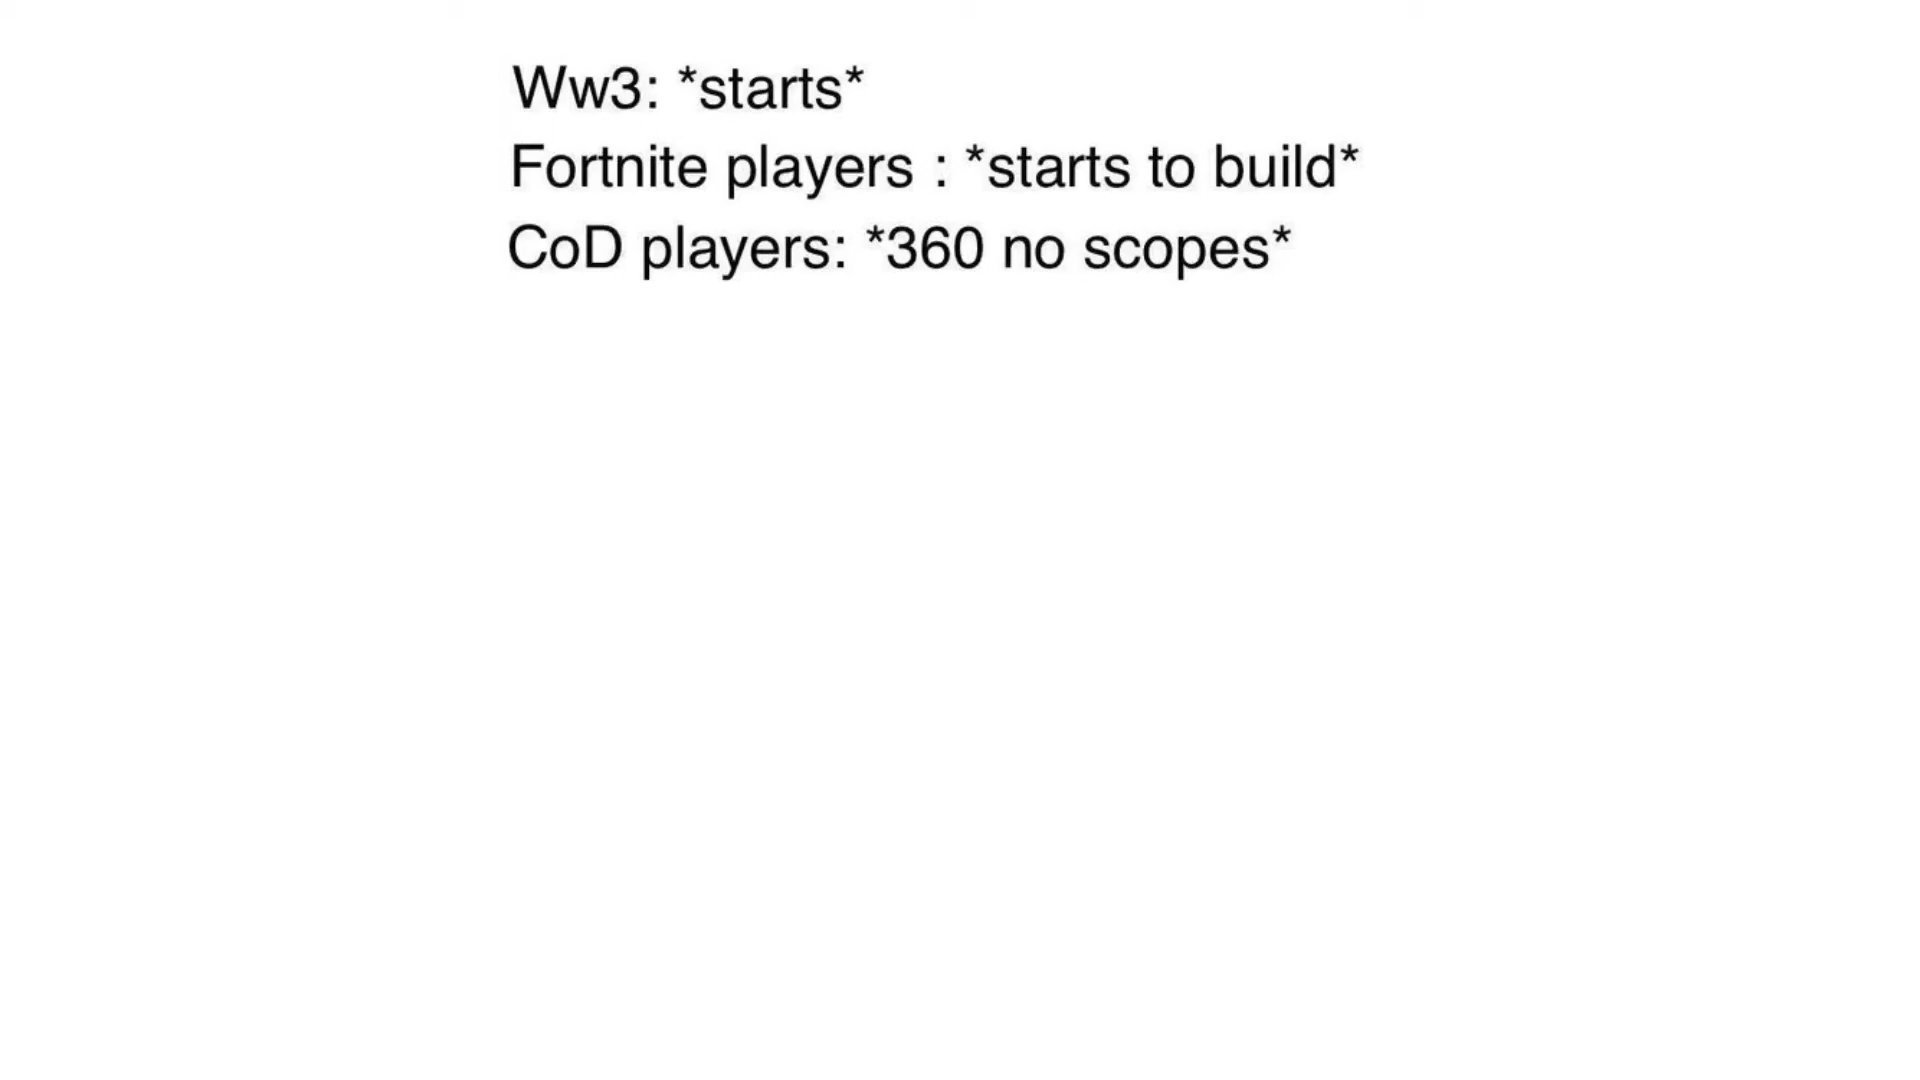 Ww3: *starts*
Fortnite players : *starts to build*
CoD players: *360 no scopes*